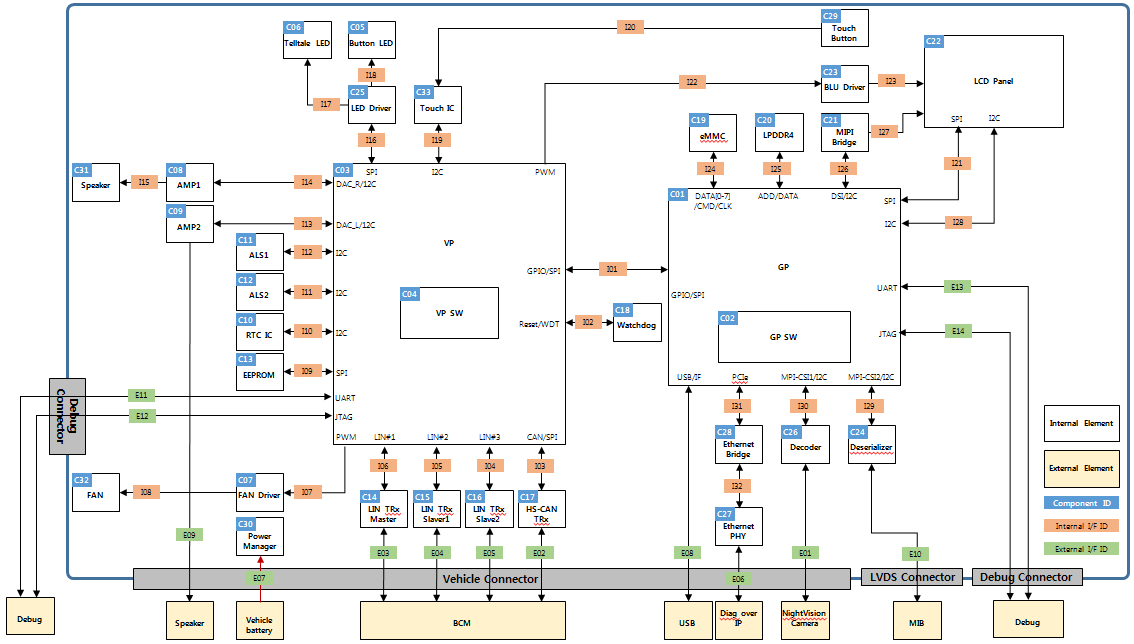 C29
Touch
Button
I20
C06
Telltale LED
C05
Button LED
I18
C22
LCD Panel
SPI
I2C
C25
LED Driver
I17
C33
Touch IC
I22
C23
BLU Driver
I23
C19
eMMC
C20
LPDDR4
C21
MIPI
Bridge
I27
I16
I19
I24
I25
I26
I21
C31
Speaker
I15
C08
AMP1
I14
C03
SPI
I2C
PWM
DAC_R/I2C
C09
AMP2
I13
DAC_L/I2C
C01
DATA[0-7]
/CMD/CLK
ADD/DATA
DSI/I2C
SPI
I2C
I28
C11
ALS1
I12
I2C
VP
C12
ALS2
I11
I2C
C04
VP SW
GPIO/SPI
I01
GPIO/SPI
GP
UART
E13
C10
RTC IC
I10
I2C
Reset/WDT
I02
C18
Watchdog
C02
GP SW
JTAG
E14
C13
EEPROM
I09
SPI
USB/IF
PCIe
MPI-CSI1/I2C
MPI-CSI2/I2C
Debug
Connector
E11
UART
E12
JTAG
PWM
LIN#1
LIN#2
LIN#3
CAN/SPI
I31
I30
I29
C28
Ethernet
Bridge
C26
Decoder
C24
Deserializer
I06
I05
I04
I03
I32
C32
FAN
I08
C07
FAN Driver
I07
C14
LIN TRx
Master
C15
LIN TRx
Slaver1
C16
LIN TRx
Slave2
C17
HS-CAN
TRx
C27
Ethernet
PHY
C30
Power
Manager
E09
E03
E04
E05
E02
E08
E01
E10
E07
Vehicle Connector
E06
LVDS Connector
Debug Connector
Debug
Speaker
Vehicle
battery
BCM
USB
Diag over
IP
NightVision
Camera
MIB
Debug
Internal Element
External Element
Component ID
Internal I/F ID
External I/F ID